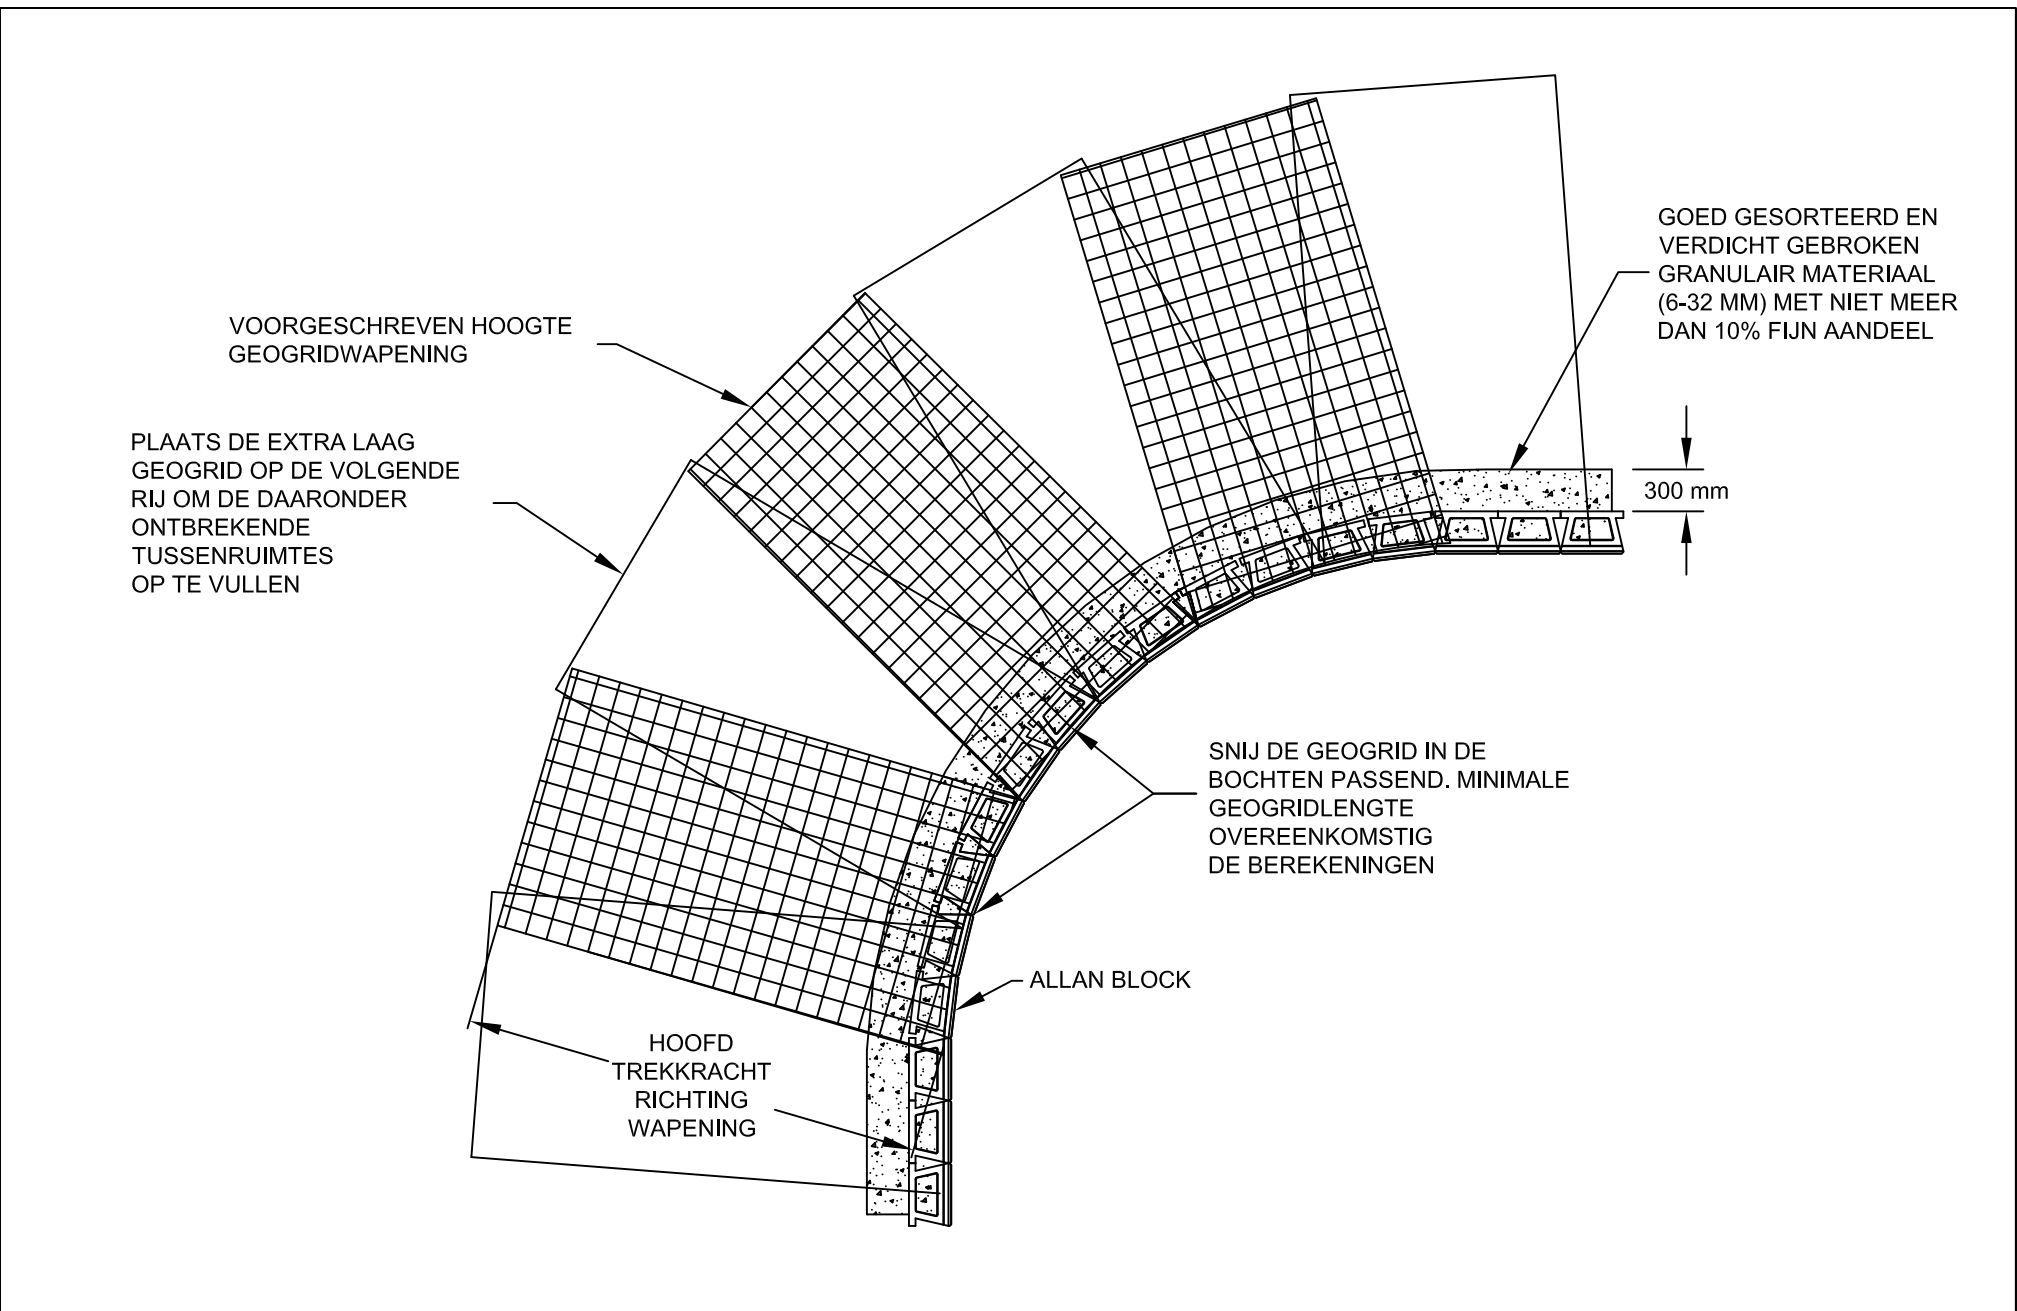 GOED GESORTEERD EN
VERDICHT GEBROKEN
GRANULAIR MATERIAAL
(6-32 MM) MET NIET MEER
DAN 10% FIJN AANDEEL
VOORGESCHREVEN HOOGTE
GEOGRIDWAPENING
PLAATS DE EXTRA LAAG
GEOGRID OP DE VOLGENDE
RIJ OM DE DAARONDER
ONTBREKENDE
TUSSENRUIMTES
OP TE VULLEN
300 mm
SNIJ DE GEOGRID IN DE
BOCHTEN PASSEND. MINIMALE
GEOGRIDLENGTE
OVEREENKOMSTIG
DE BEREKENINGEN
ALLAN BLOCK
HOOFD
TREKKRACHT
RICHTING
WAPENING